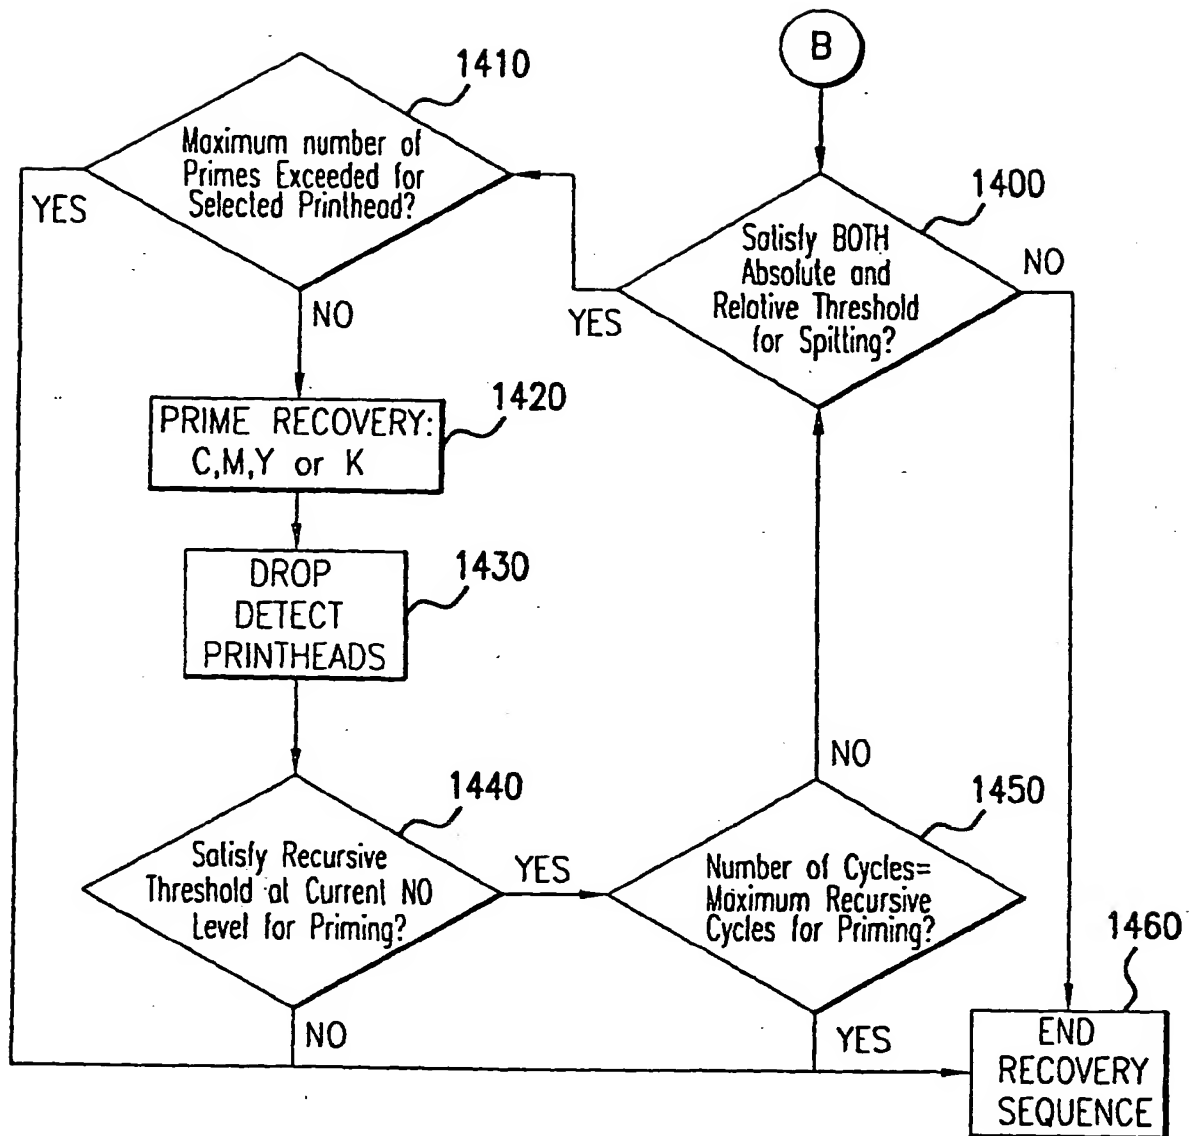 B
1410
Maximum number of
Primes Exceeded for
Selected Printhead?
YES
NO
1400
Satisfy BOTH
Absolute and
Relative Threshold
for Spitting?
NO
YES
1420
PRIME RECOVERY:
C,M,Y or K
1430
DROP
DETECT
PRINTHEADS
1440
Satisfy Recursive
Threshold at Current NO
Level for Priming?
YES
NO
1450
Number of Cycles=
Maximum Recursive
Cycles for Priming?
NO
YES
1460
END
RECOVERY
SEQUENCE